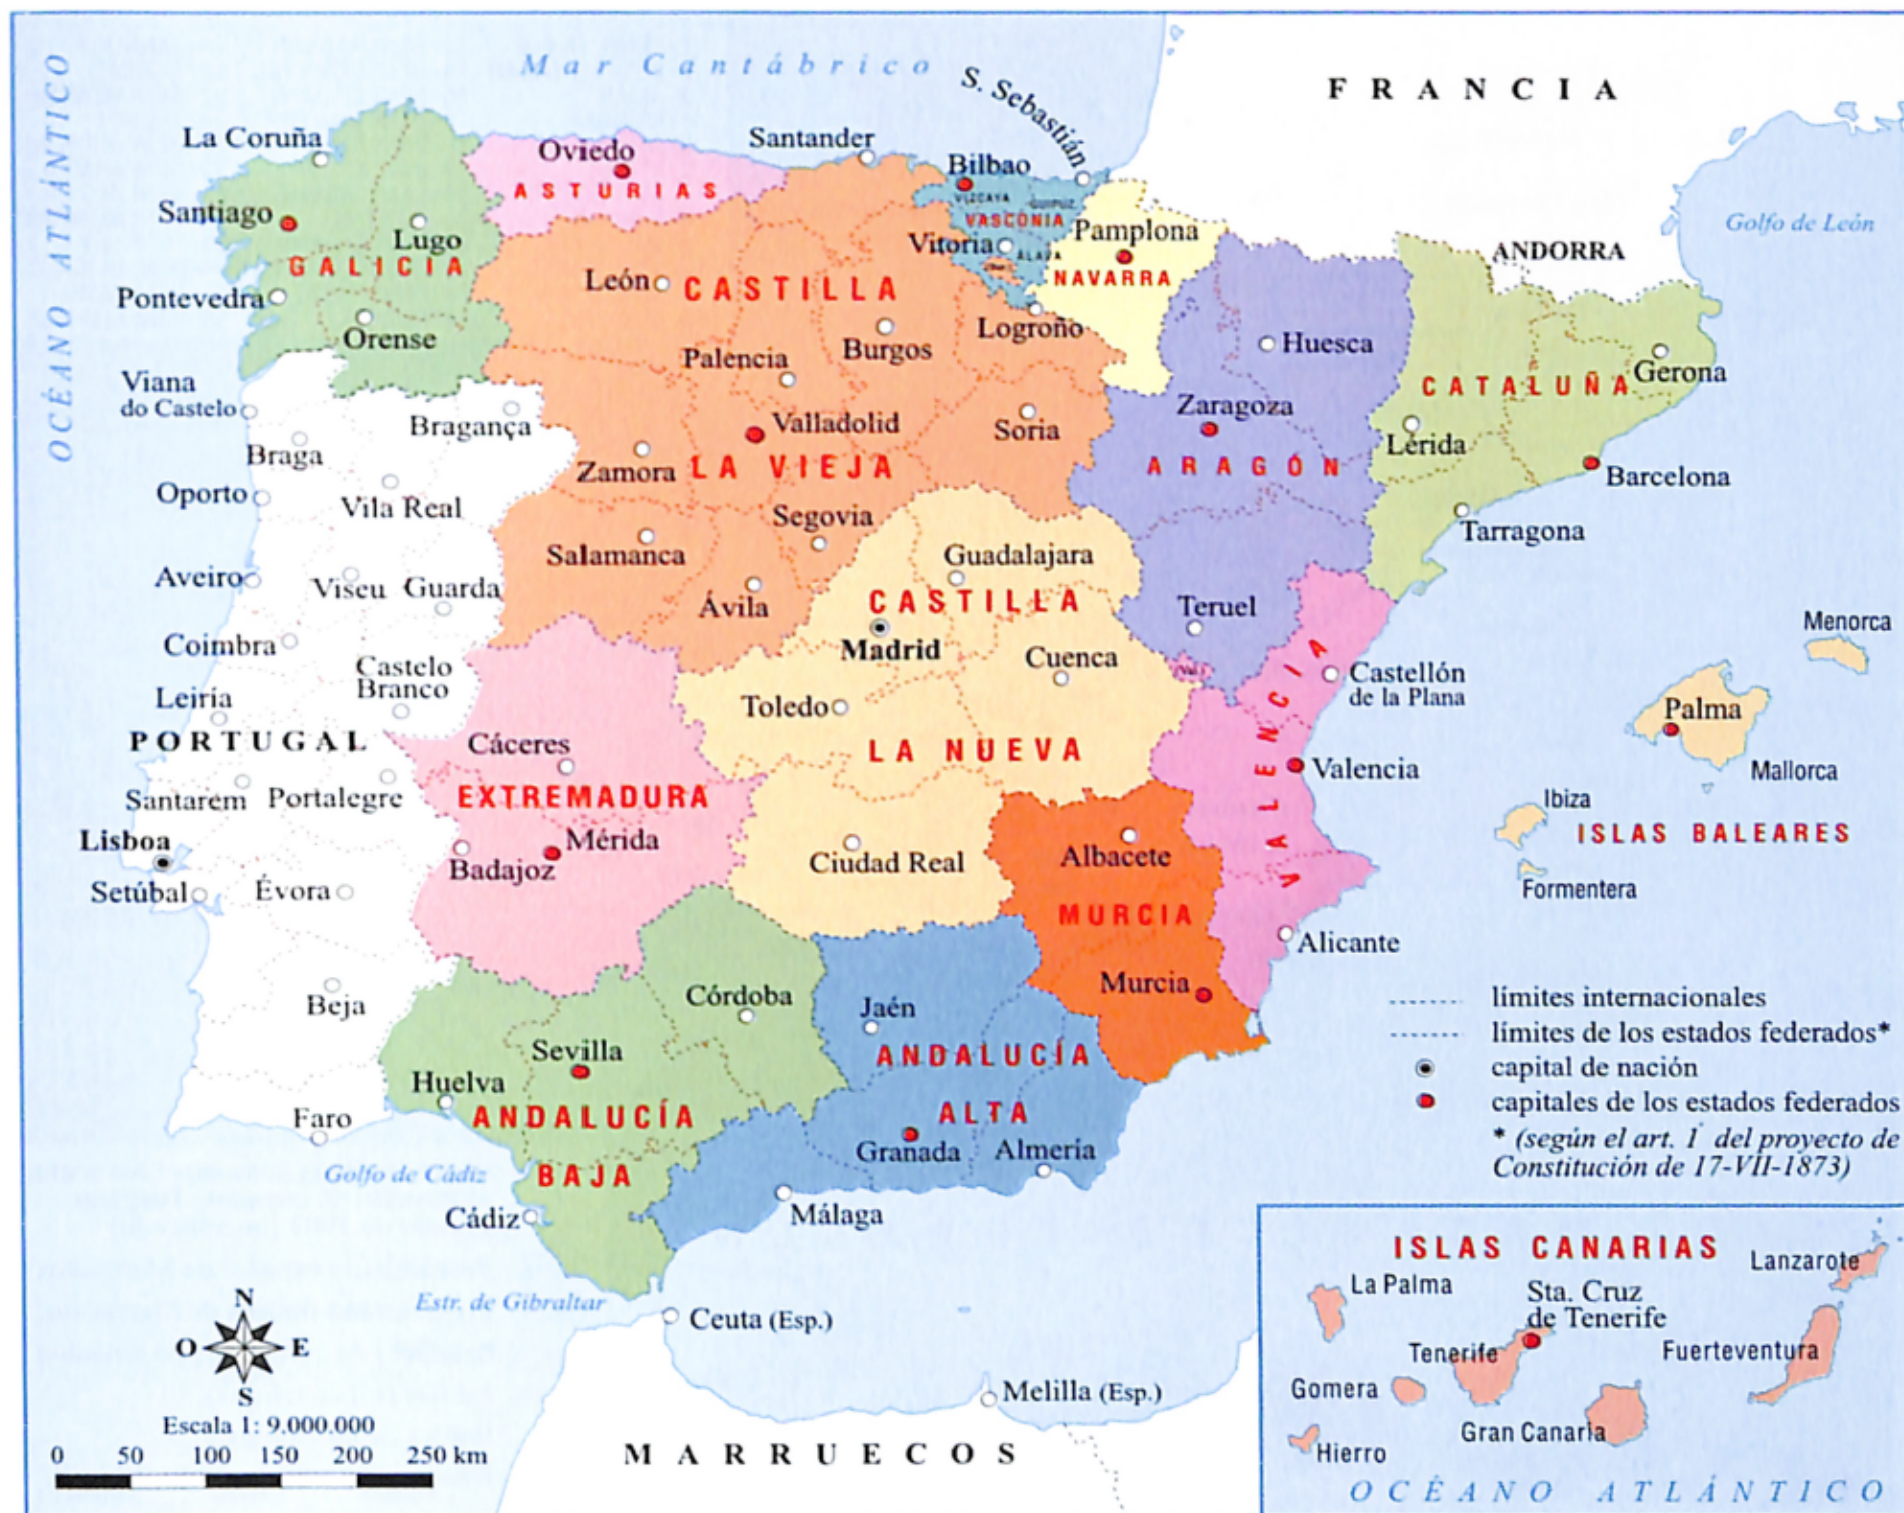 Mar Cantábrico
OCÉANO ATLÁNTICO
FRANCIA
Golfo de León
ANDORRA
La Coruña
Santiago
Lugo
GALICIA
Pontevedra
Orense
Oviedo
ASTURIAS
Santander
S. Sebastián
Bilbao
VIZCAYA
GUIPÚZ.
VASCONIA
Vitoria
ÁLAVA
Pamplona
NAVARRA
León
CASTILLA
LA VIEJA
Burgos
Logroño
Palencia
Valladolid
Soria
Zamora
Segovia
Salamanca
Ávila
Huesca
Zaragoza
ARAGÓN
Teruel
CATALUÑA
Gerona
Lérida
Barcelona
Tarragona
Viana
do Castelo
Bragança
Braga
Oporto
Vila Real
Aveiro
Viseu
Guarda
Coimbra
Castelo
Branco
Leiría
PORTUGAL
Santarem
Portalegre
Lisboa
Setúbal
Évora
Beja
Faro
Guadalajara
CASTILLA
LA NUEVA
Madrid
Cuenca
Toledo
Ciudad Real
Cáceres
EXTREMADURA
Mérida
Badajoz
VALENCIA
Castellón
de la Plana
Valencia
Alicante
Albacete
MURCIA
Murcia
Menorca
Palma
Mallorca
Ibiza
ISLAS BALEARES
Formentera
Córdoba
Sevilla
Huelva
ANDALUCÍA
BAJA
Cádiz
Golfo de Cádiz
Jaén
ANDALUCÍA
ALTA
Granada
Almería
Málaga
Estr. de Gibraltar
Ceuta (Esp.)
Melilla (Esp.)
MARRUECOS
límites internacionales
límites de los estados federados*
capital de nación
capitales de los estados federados
* (según el art. 1 del proyecto de
Constitución de 17-VII-1873)
N
O
E
S
Escala 1: 9.000.000
0 50 100 150 200 250 km
ISLAS CANARIAS
Lanzarote
La Palma
Sta. Cruz
de Tenerife
Tenerife
Fuerteventura
Gomera
Gran Canaria
Hierro
OCÉANO ATLÁNTICO